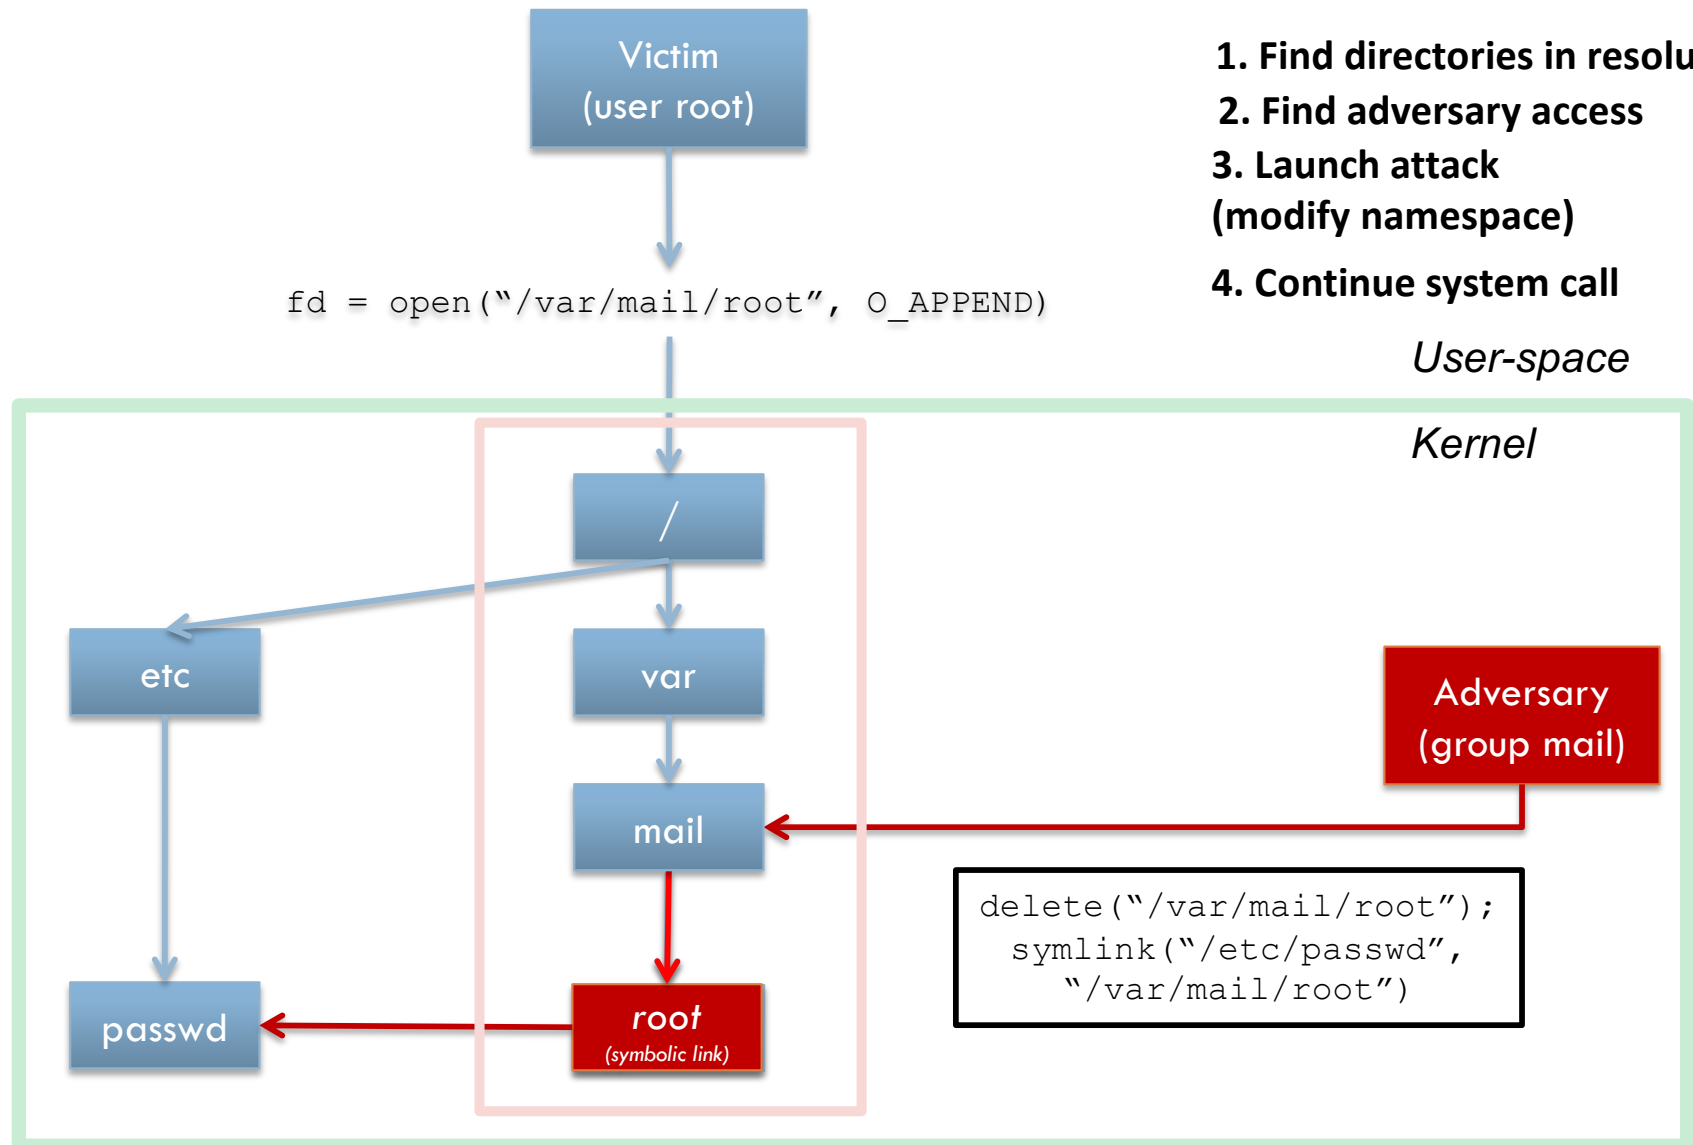 Victim
(user root)
1. Find directories in resolu
2. Find adversary access
3. Launch attack
(modify namespace)
4. Continue system call
fd = open(“/var/mail/root”, O_APPEND)
User-space
Kernel
/
etc
var
Adversary
(group mail)
mail
delete(“/var/mail/root”);
symlink(“/etc/passwd”,
“/var/mail/root”)
passwd
root
(symbolic link)